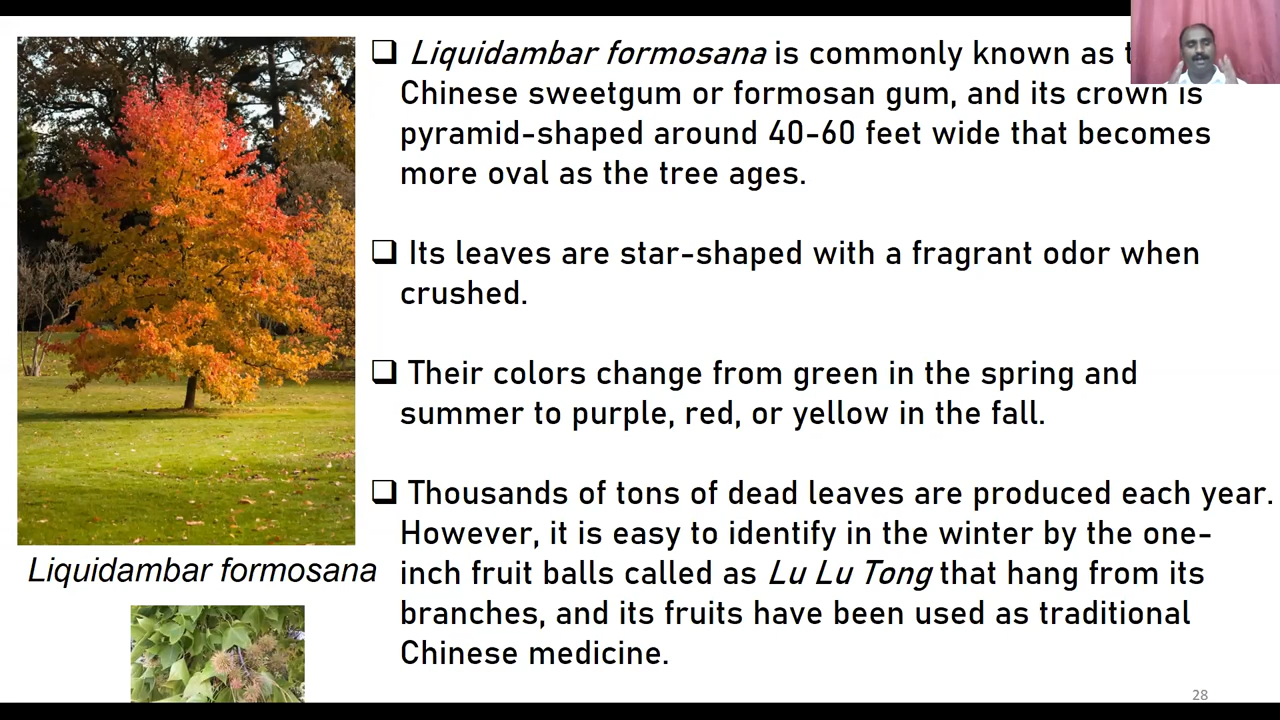 Liquidambar formosana is commonly known as
Chinese sweetgum or formosan gum, and its crown is
pyramid-shaped around 40-60 feet wide that becomes
more oval as the tree ages.
Its leaves are star-shaped with a fragrant odor when
crushed.
Their colors change from green in the spring and
summer to purple, red, or yellow in the fall.
Thousands of tons of dead leaves are produced each year.
However, it is easy to identify in the winter by the one-
inch fruit balls called as Lu Lu Tong that hang from its
branches, and its fruits have been used as traditional
Chinese medicine.
Liquidambar formosana
28